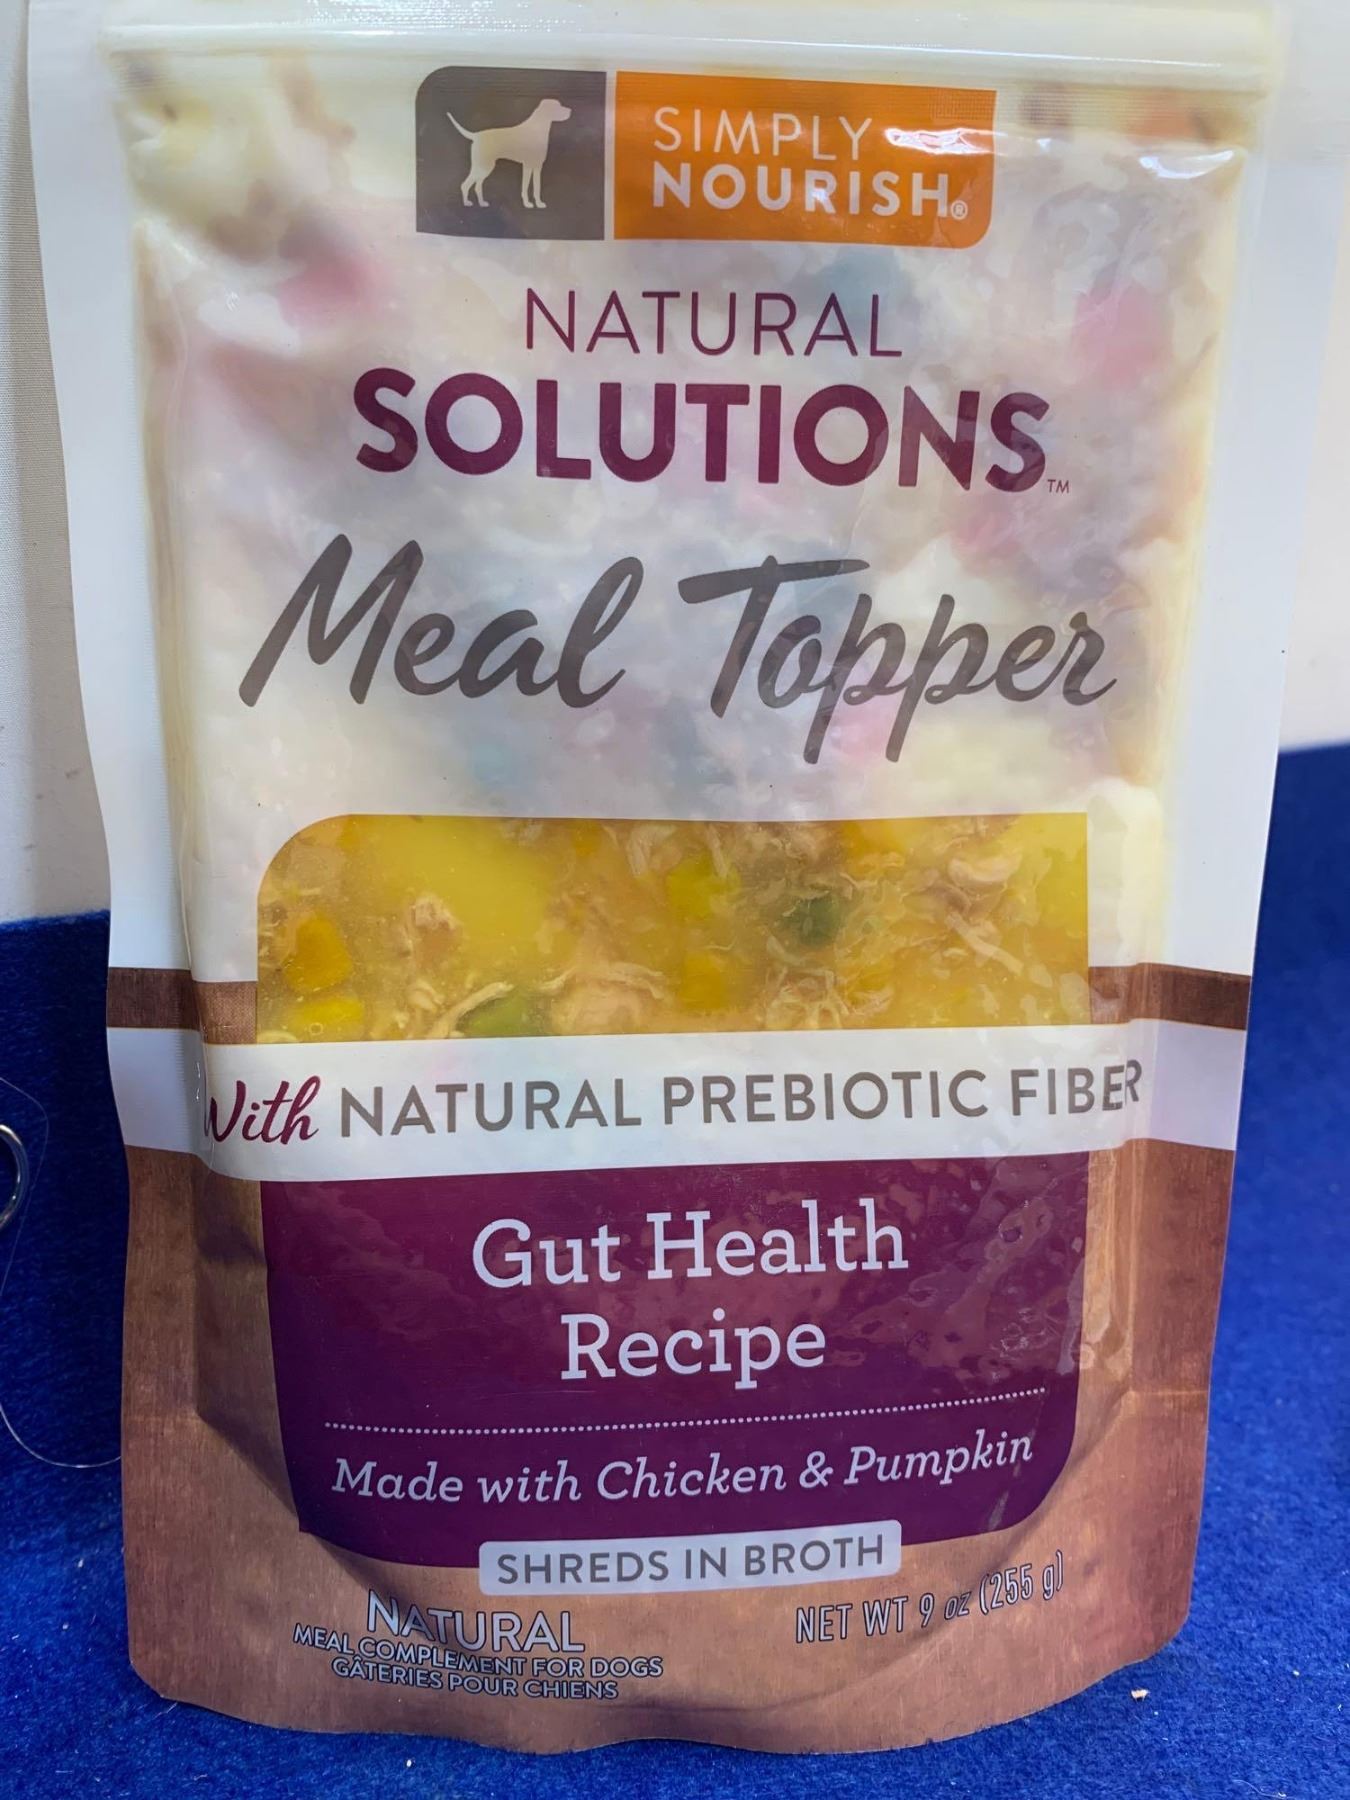 SIMPLY
NOURISH®
NATURAL
SOLUTIONS™
Meal Topper
With NATURAL PREBIOTIC FIBER
Gut Health
Recipe
Made with Chicken & Pumpkin
SHREDS IN BROTH
NATURAL
MEAL COMPLEMENT FOR DOGS
GÂTERIES POUR CHIENS
NET WT 9 oz (255 g)